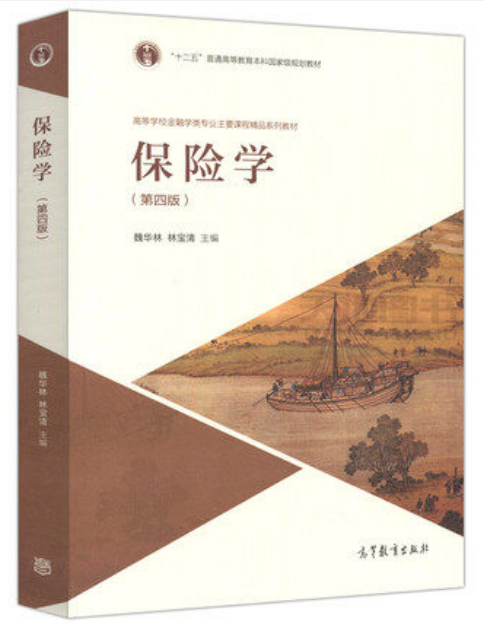 "十二五"普通高等教育本科国家级规划教材
高等学校金融学类专业主要课程精品系列教材
保险学
（第四版）
魏华林 林宝清 主编
高等教育出版社
保险学
（第四版）
魏华林 林宝清 主编